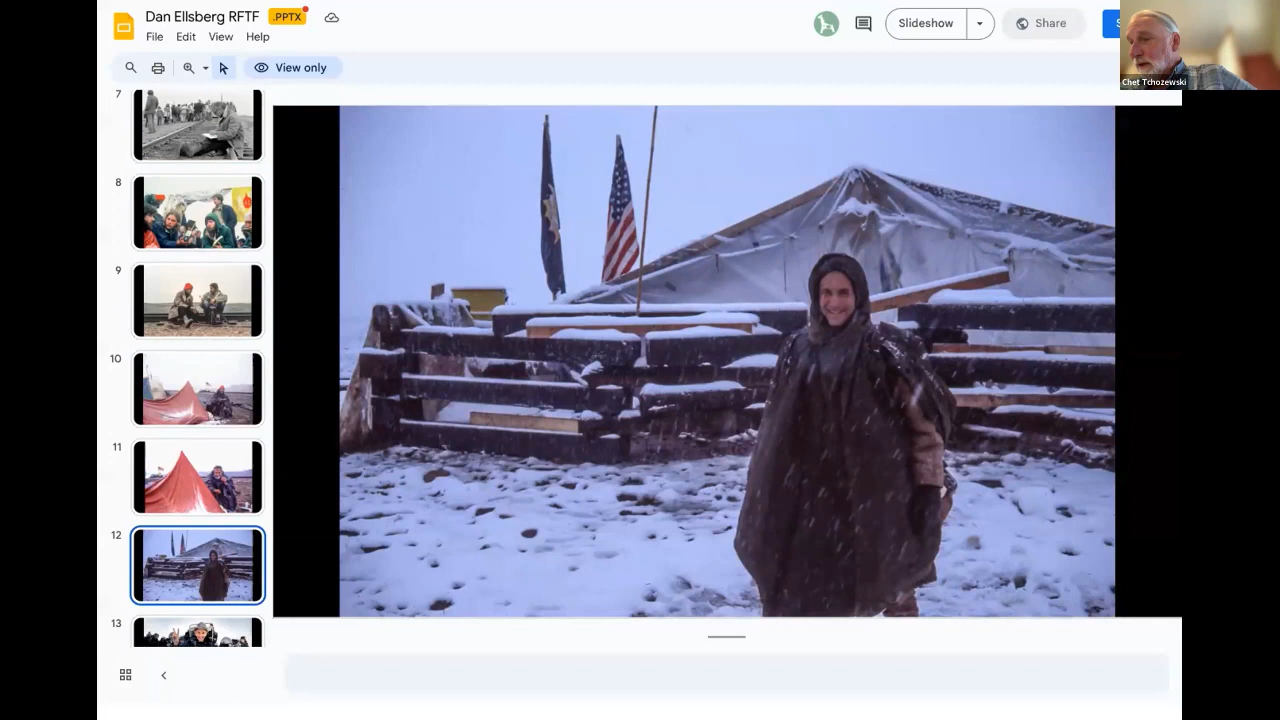 Dan Ellsberg RFTF .PPTX
File Edit View Help
Slideshow
Share
View only
Chet Tchozewski
7
8
9
10
11
12
13